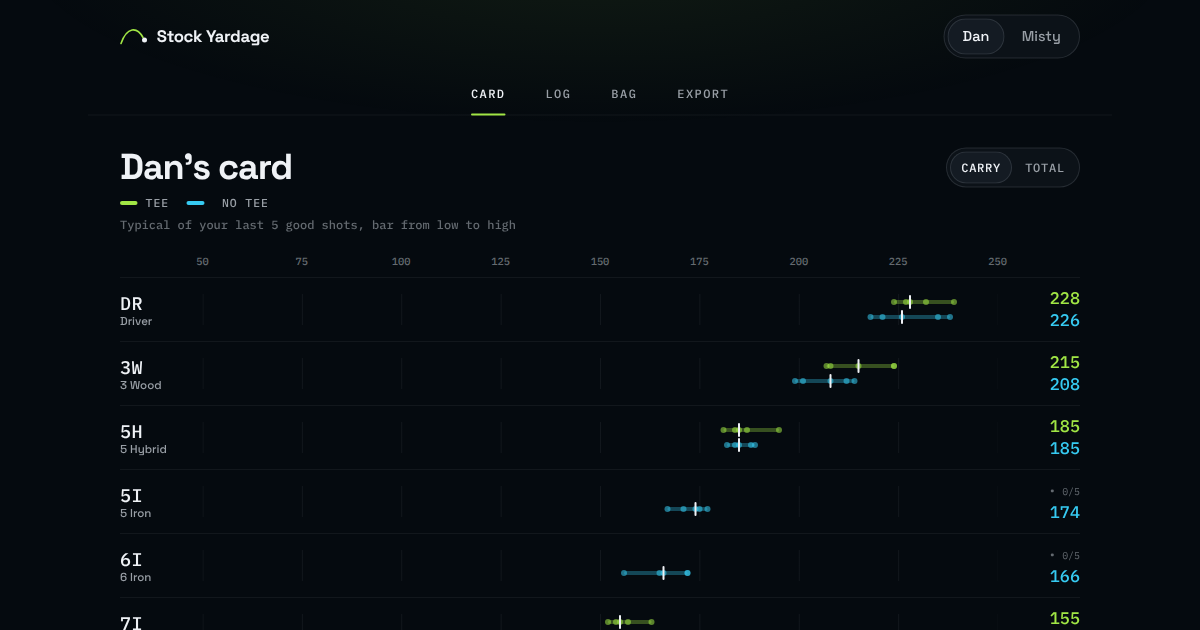 Stock Yardage
Dan Misty
CARD LOG BAG EXPORT
Dan’s card
CARRY TOTAL
TEE NO TEE
Typical of your last 5 good shots, bar from low to high
50 75 100 125 150 175 200 225 250
DR
Driver
228
226
3W
3 Wood
215
208
5H
5 Hybrid
185
185
5I
5 Iron
• 0/5
174
6I
6 Iron
• 0/5
166
7I
155